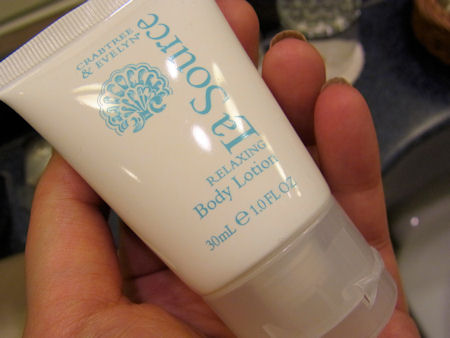 CRABTREE
& EVELYN®
La Source
RELAXING
Body Lotion
30mL ℮ 1.0 FL OZ